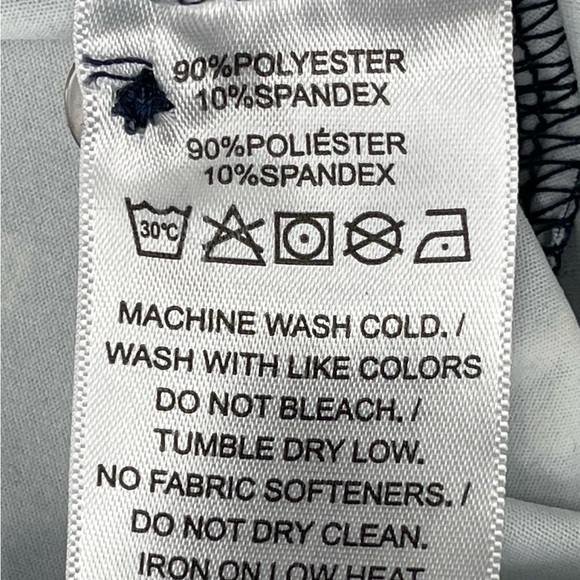 90%POLYESTER
10%SPANDEX
90%POLIÉSTER
10%SPANDEX
30°C
MACHINE WASH COLD. /
WASH WITH LIKE COLORS
DO NOT BLEACH. /
TUMBLE DRY LOW.
NO FABRIC SOFTENERS. /
DO NOT DRY CLEAN.
IRON ON LOW HEAT